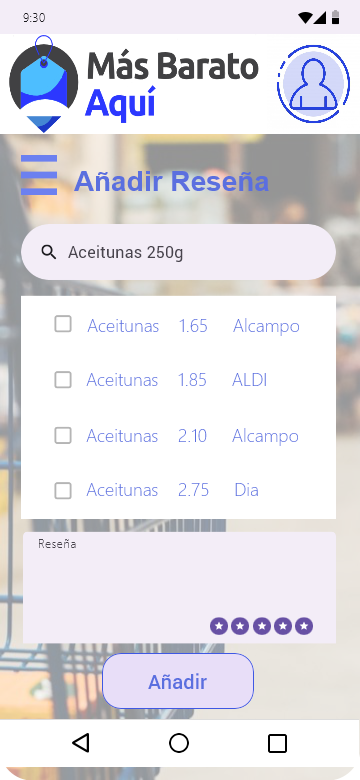 9:30
Más Barato
Aquí
Añadir Reseña
Aceitunas 250g
Aceitunas 1.65 Alcampo
Aceitunas 1.85 ALDI
Aceitunas 2.10 Alcampo
Aceitunas 2.75 Dia
Reseña
Añadir